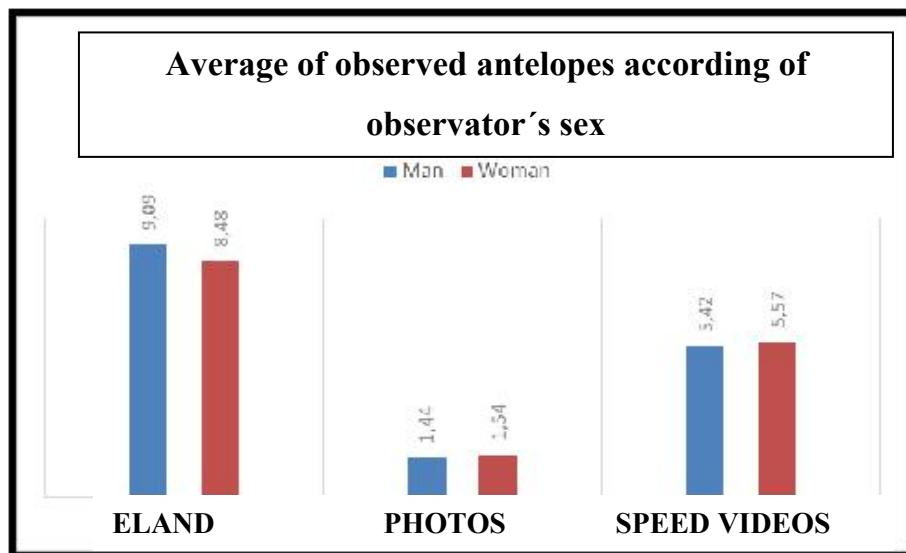 Average of observed antelopes according of
observator´s sex
Man Woman
9,09
8,48
1,44
1,54
5,42
5,57
ELAND PHOTOS SPEED VIDEOS